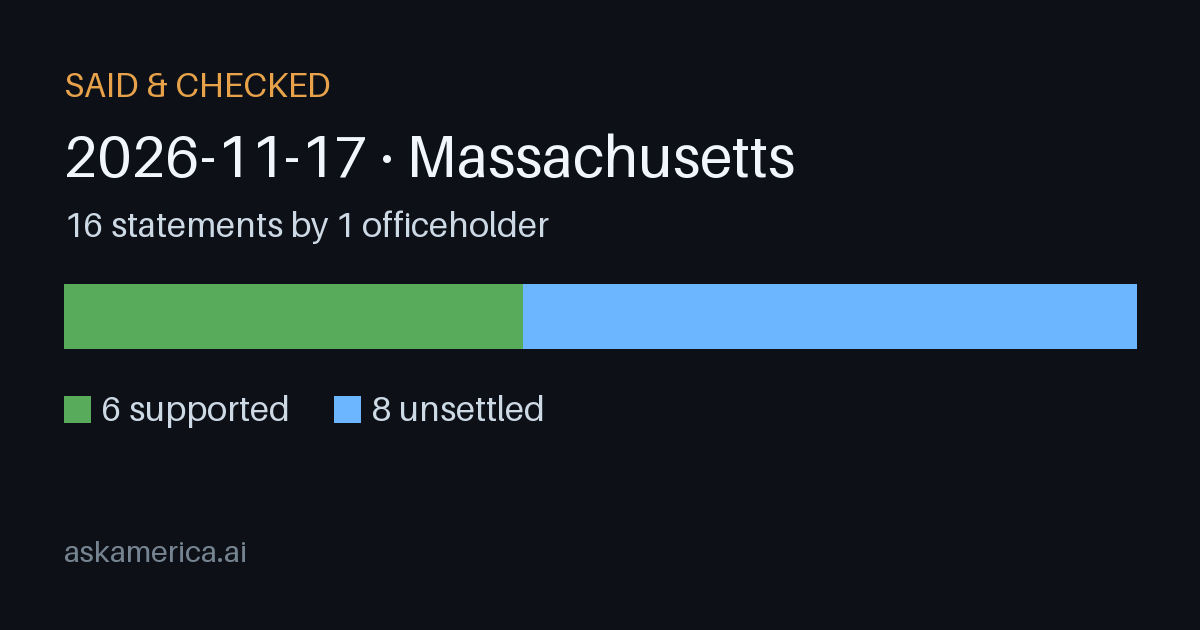 SAID & CHECKED
2026-11-17 · Massachusetts
16 statements by 1 officeholder
6 supported 8 unsettled
askamerica.ai